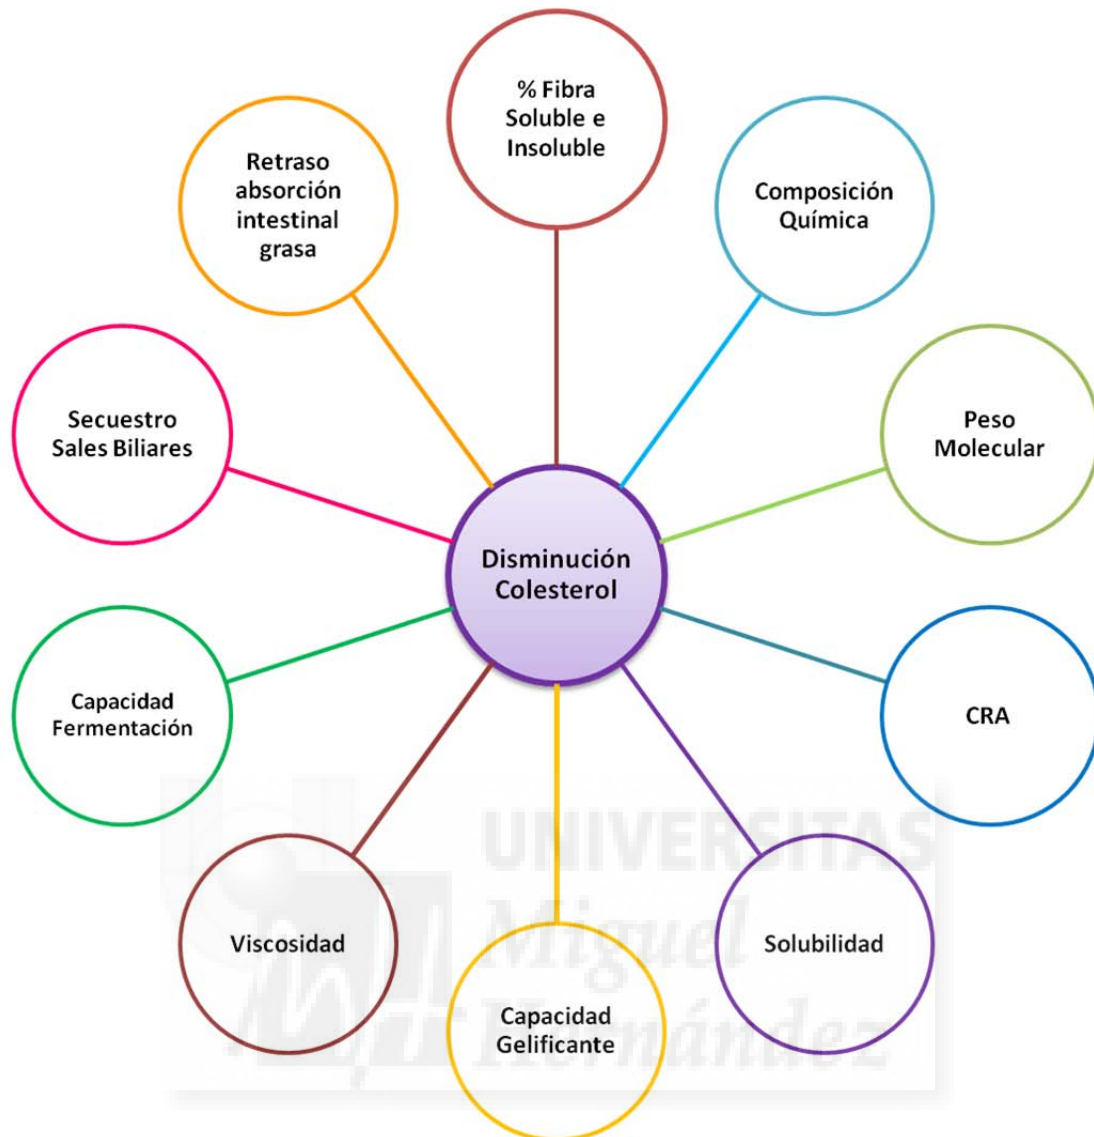 % Fibra
Soluble e
Insoluble
Composición
Química
Peso
Molecular
CRA
Solubilidad
Capacidad
Gelificante
Viscosidad
Capacidad
Fermentación
Secuestro
Sales Biliares
Retraso
absorción
intestinal
grasa
Disminución
Colesterol
UNIVERSITAS
Miguel
Hernández